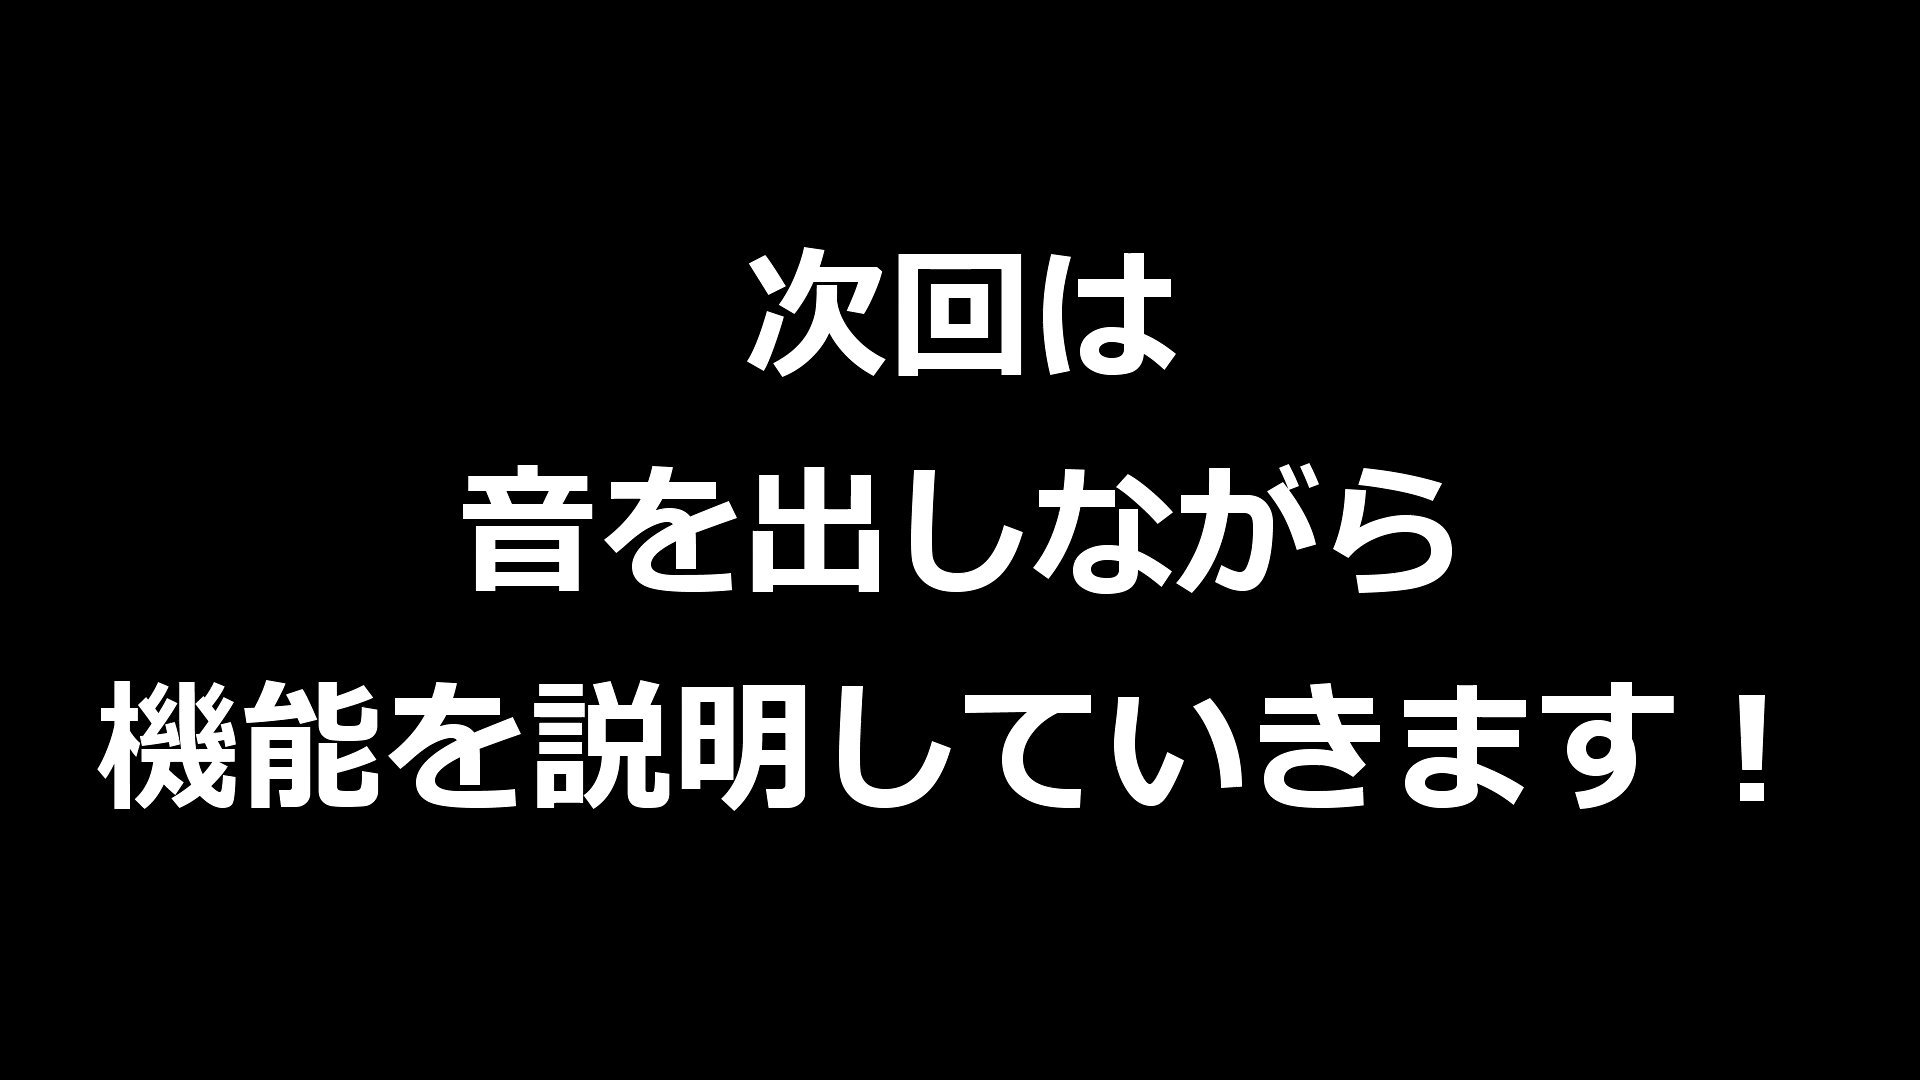 次回は
音を出しながら
機能を説明していきます！